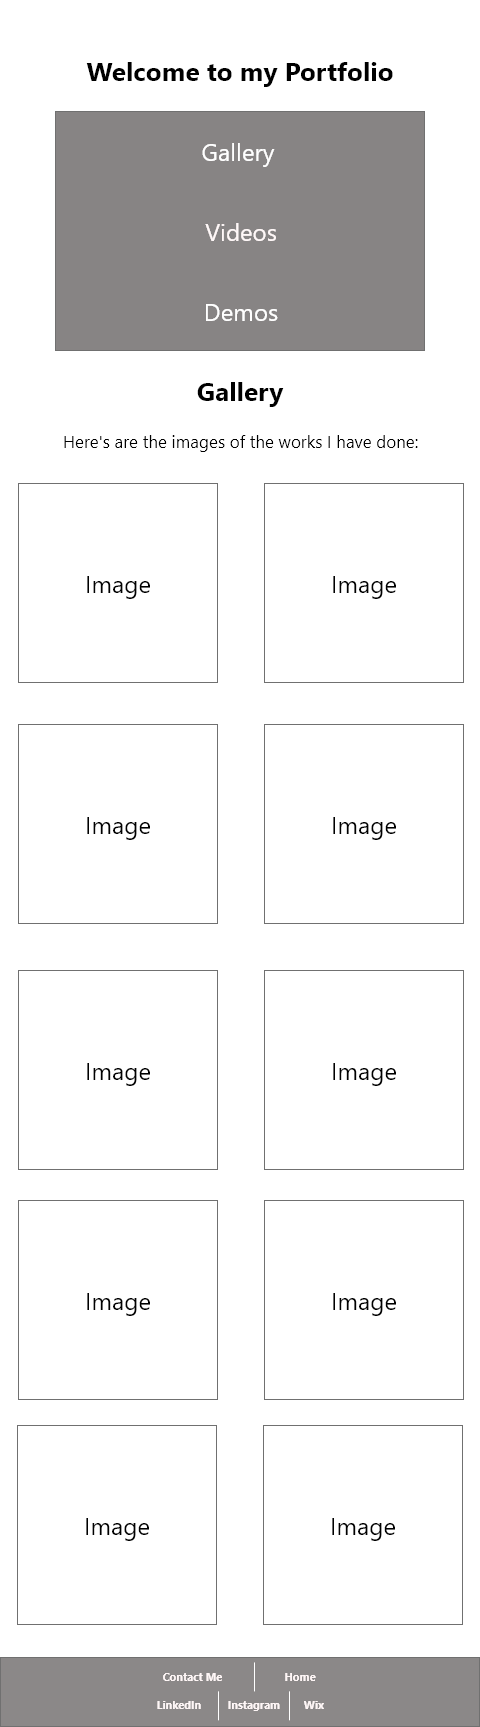 Welcome to my Portfolio
Gallery
Videos
Demos
Gallery
Here's are the images of the works I have done:
Image Image
Image Image
Image Image
Image Image
Image Image
Contact Me Home
LinkedIn Instagram Wix